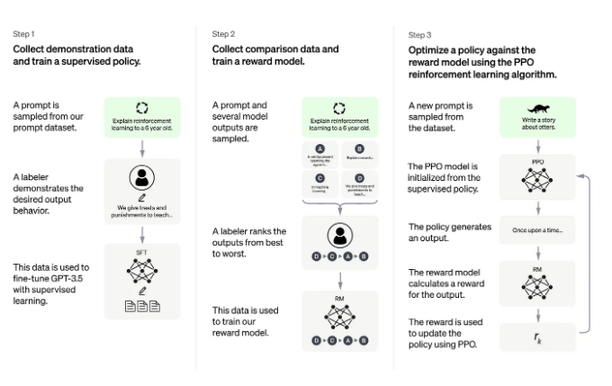 Step 1
Collect demonstration data
and train a supervised policy.
A prompt is
sampled from our
prompt dataset.
Explain reinforcement
learning to a 6 year old.
A labeler
demonstrates the
desired output
behavior.
We give treats and
punishments to teach...
This data is used to
fine-tune GPT-3.5
with supervised
learning.
SFT
Step 2
Collect comparison data and
train a reward model.
A prompt and
several model
outputs are
sampled.
Explain reinforcement
learning to a 6 year old.
A
B
Explain rewards...
C
In machine
learning...
D
We give treats and
punishments to
teach...
A labeler ranks the
outputs from best
to worst.
D > C > A > B
This data is used
to train our
reward model.
RM
D > C > A > B
Step 3
Optimize a policy against the
reward model using the PPO
reinforcement learning algorithm.
A new prompt is
sampled from
the dataset.
Write a story
about otters.
The PPO model is
initialized from the
supervised policy.
PPO
The policy generates
an output.
Once upon a time...
The reward model
calculates a reward
for the output.
RM
The reward is used
to update the
policy using PPO.
rk